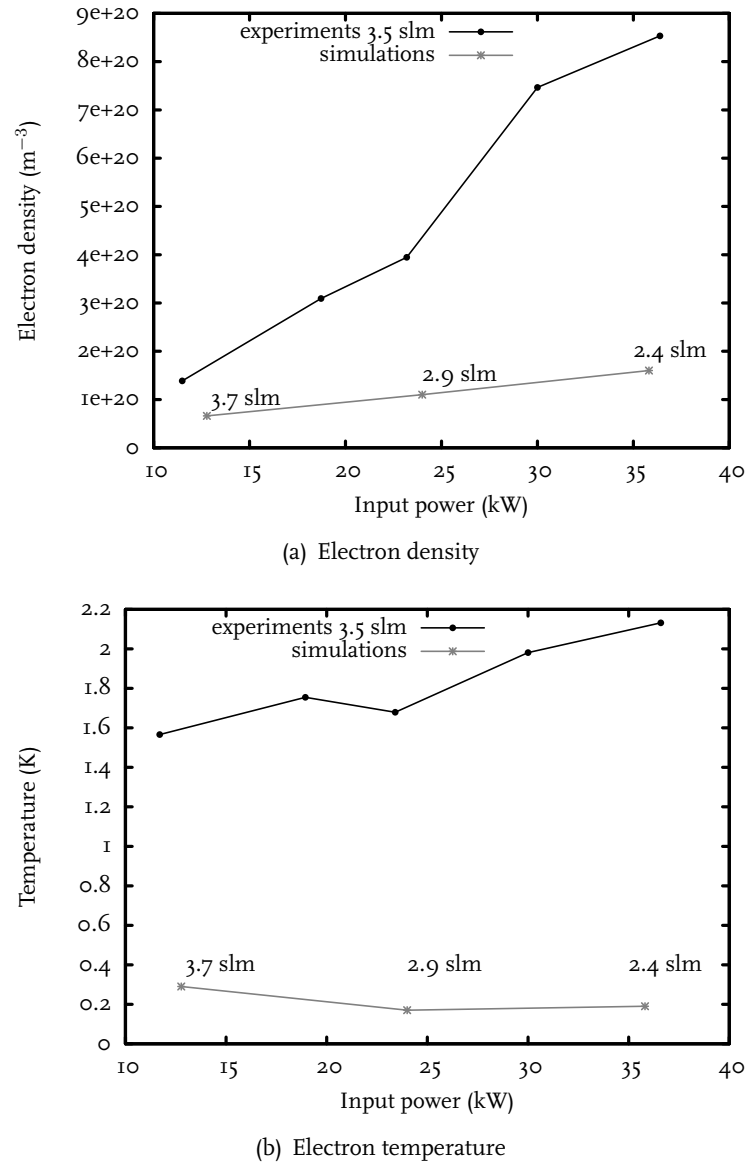 9e+20
8e+20
7e+20
6e+20
5e+20
4e+20
3e+20
2e+20
1e+20
0
Electron density (m−3)
experiments 3.5 slm
simulations
3.7 slm
2.9 slm
2.4 slm
10 15 20 25 30 35 40
Input power (kW)
(a) Electron density
2.2
2
1.8
1.6
1.4
1.2
1
0.8
0.6
0.4
0.2
0
Temperature (K)
experiments 3.5 slm
simulations
3.7 slm
2.9 slm
2.4 slm
10 15 20 25 30 35 40
Input power (kW)
(b) Electron temperature